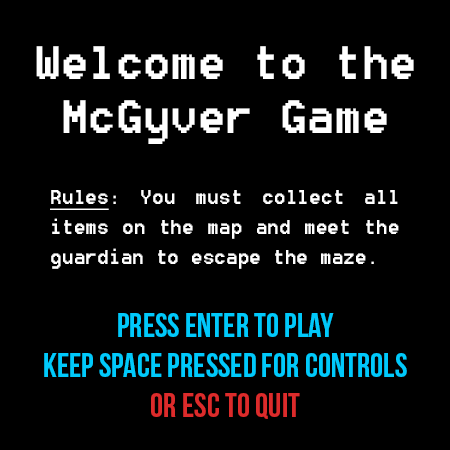 Welcome to the
McGyver Game
Rules: You must collect all
items on the map and meet the
guardian to escape the maze.
PRESS ENTER TO PLAY
KEEP SPACE PRESSED FOR CONTROLS
OR ESC TO QUIT